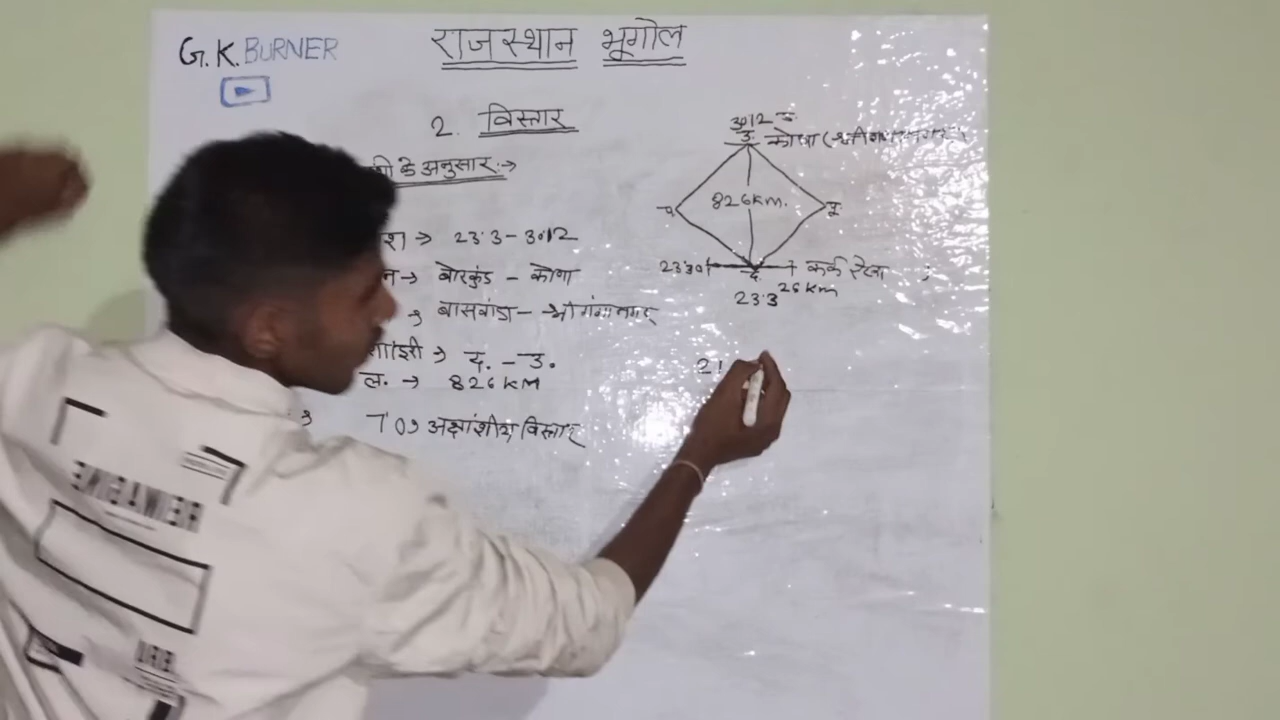 G.K. BURNER
राजस्थान भूगोल
2. विस्तार
के अनुसार :→
→ 23.3 – 30.12
→ बोरकुंड – कोणा
बासवाडा – श्रीगंगानगर
→ द. – उ.
ल. → 826 KM
7'09 अक्षांशीय विस्तार
30.12 उ.
उ. कोणा
826 KM.
प
पू
23.30 कर्क रेखा
द.
26 KM
23.3
21